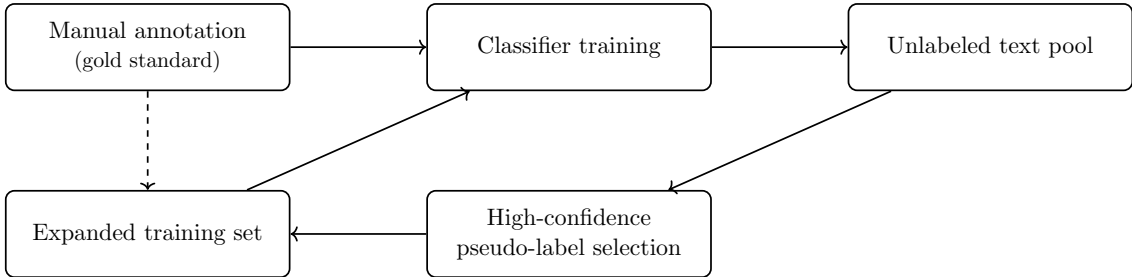 Manual annotation
(gold standard)
Classifier training
Unlabeled text pool
Expanded training set
High-confidence
pseudo-label selection